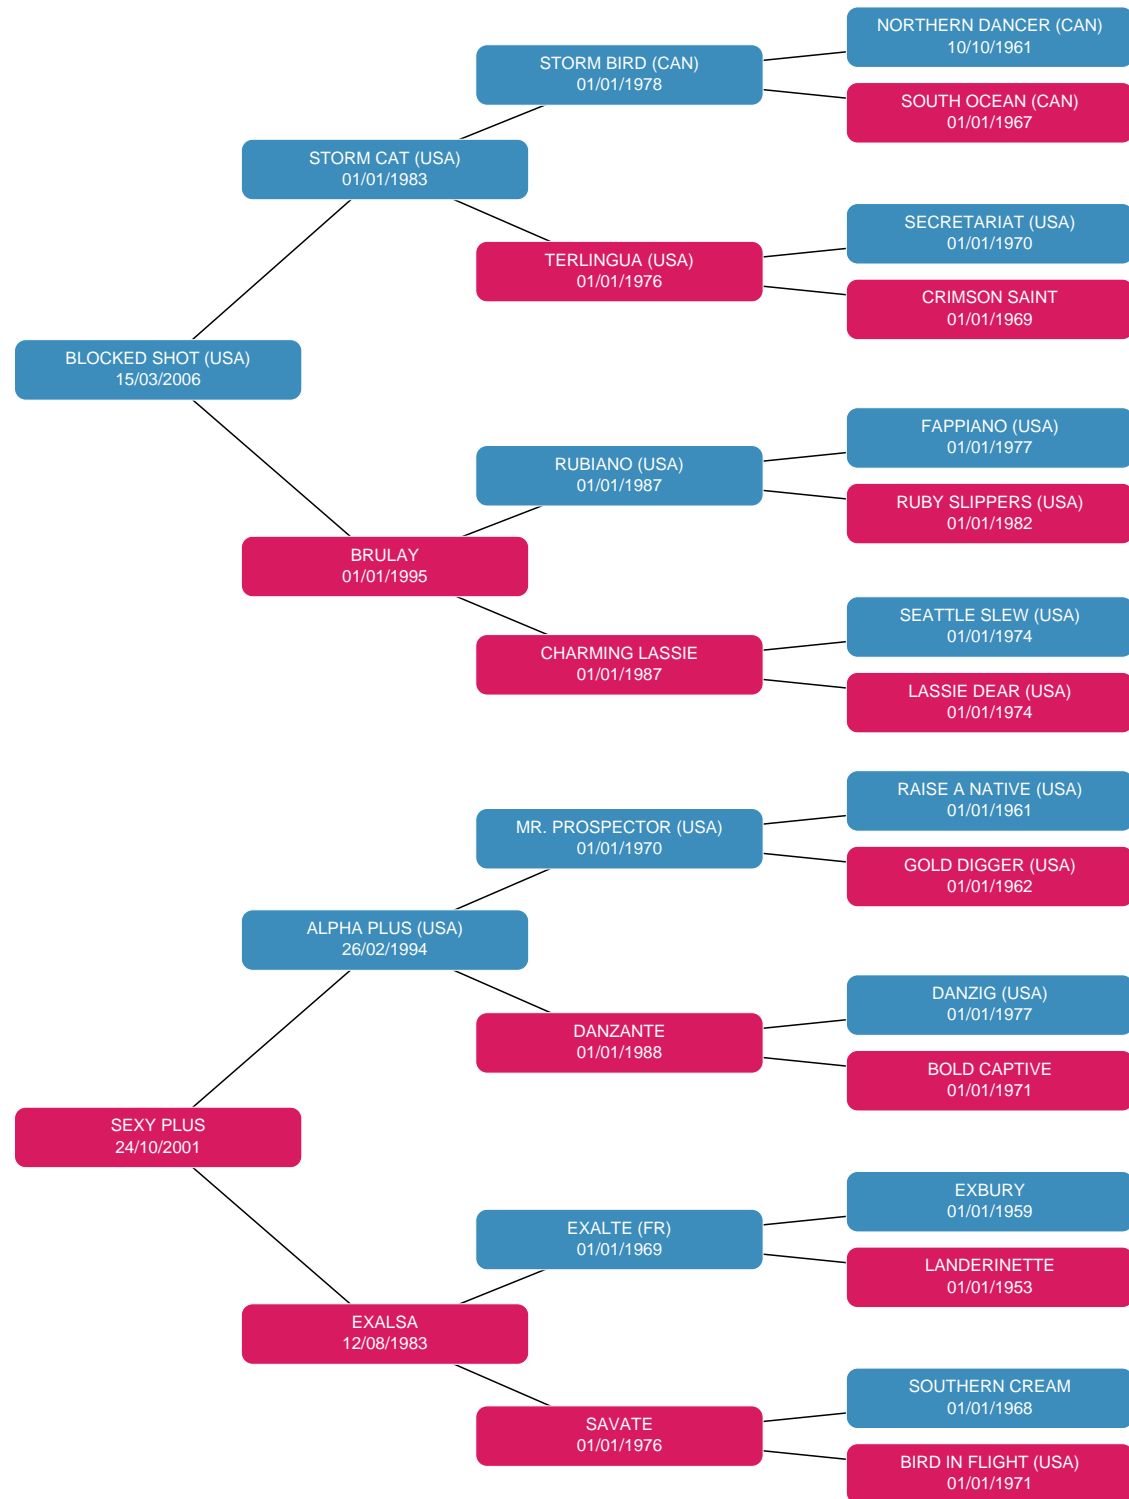 NORTHERN DANCER (CAN)
10/10/1961
STORM BIRD (CAN)
01/01/1978
SOUTH OCEAN (CAN)
01/01/1967
STORM CAT (USA)
01/01/1983
SECRETARIAT (USA)
01/01/1970
TERLINGUA (USA)
01/01/1976
CRIMSON SAINT
01/01/1969
BLOCKED SHOT (USA)
15/03/2006
FAPPIANO (USA)
01/01/1977
RUBIANO (USA)
01/01/1987
RUBY SLIPPERS (USA)
01/01/1982
BRULAY
01/01/1995
SEATTLE SLEW (USA)
01/01/1974
CHARMING LASSIE
01/01/1987
LASSIE DEAR (USA)
01/01/1974
RAISE A NATIVE (USA)
01/01/1961
MR. PROSPECTOR (USA)
01/01/1970
GOLD DIGGER (USA)
01/01/1962
ALPHA PLUS (USA)
26/02/1994
DANZIG (USA)
01/01/1977
DANZANTE
01/01/1988
BOLD CAPTIVE
01/01/1971
SEXY PLUS
24/10/2001
EXBURY
01/01/1959
EXALTE (FR)
01/01/1969
LANDERINETTE
01/01/1953
EXALSA
12/08/1983
SOUTHERN CREAM
01/01/1968
SAVATE
01/01/1976
BIRD IN FLIGHT (USA)
01/01/1971